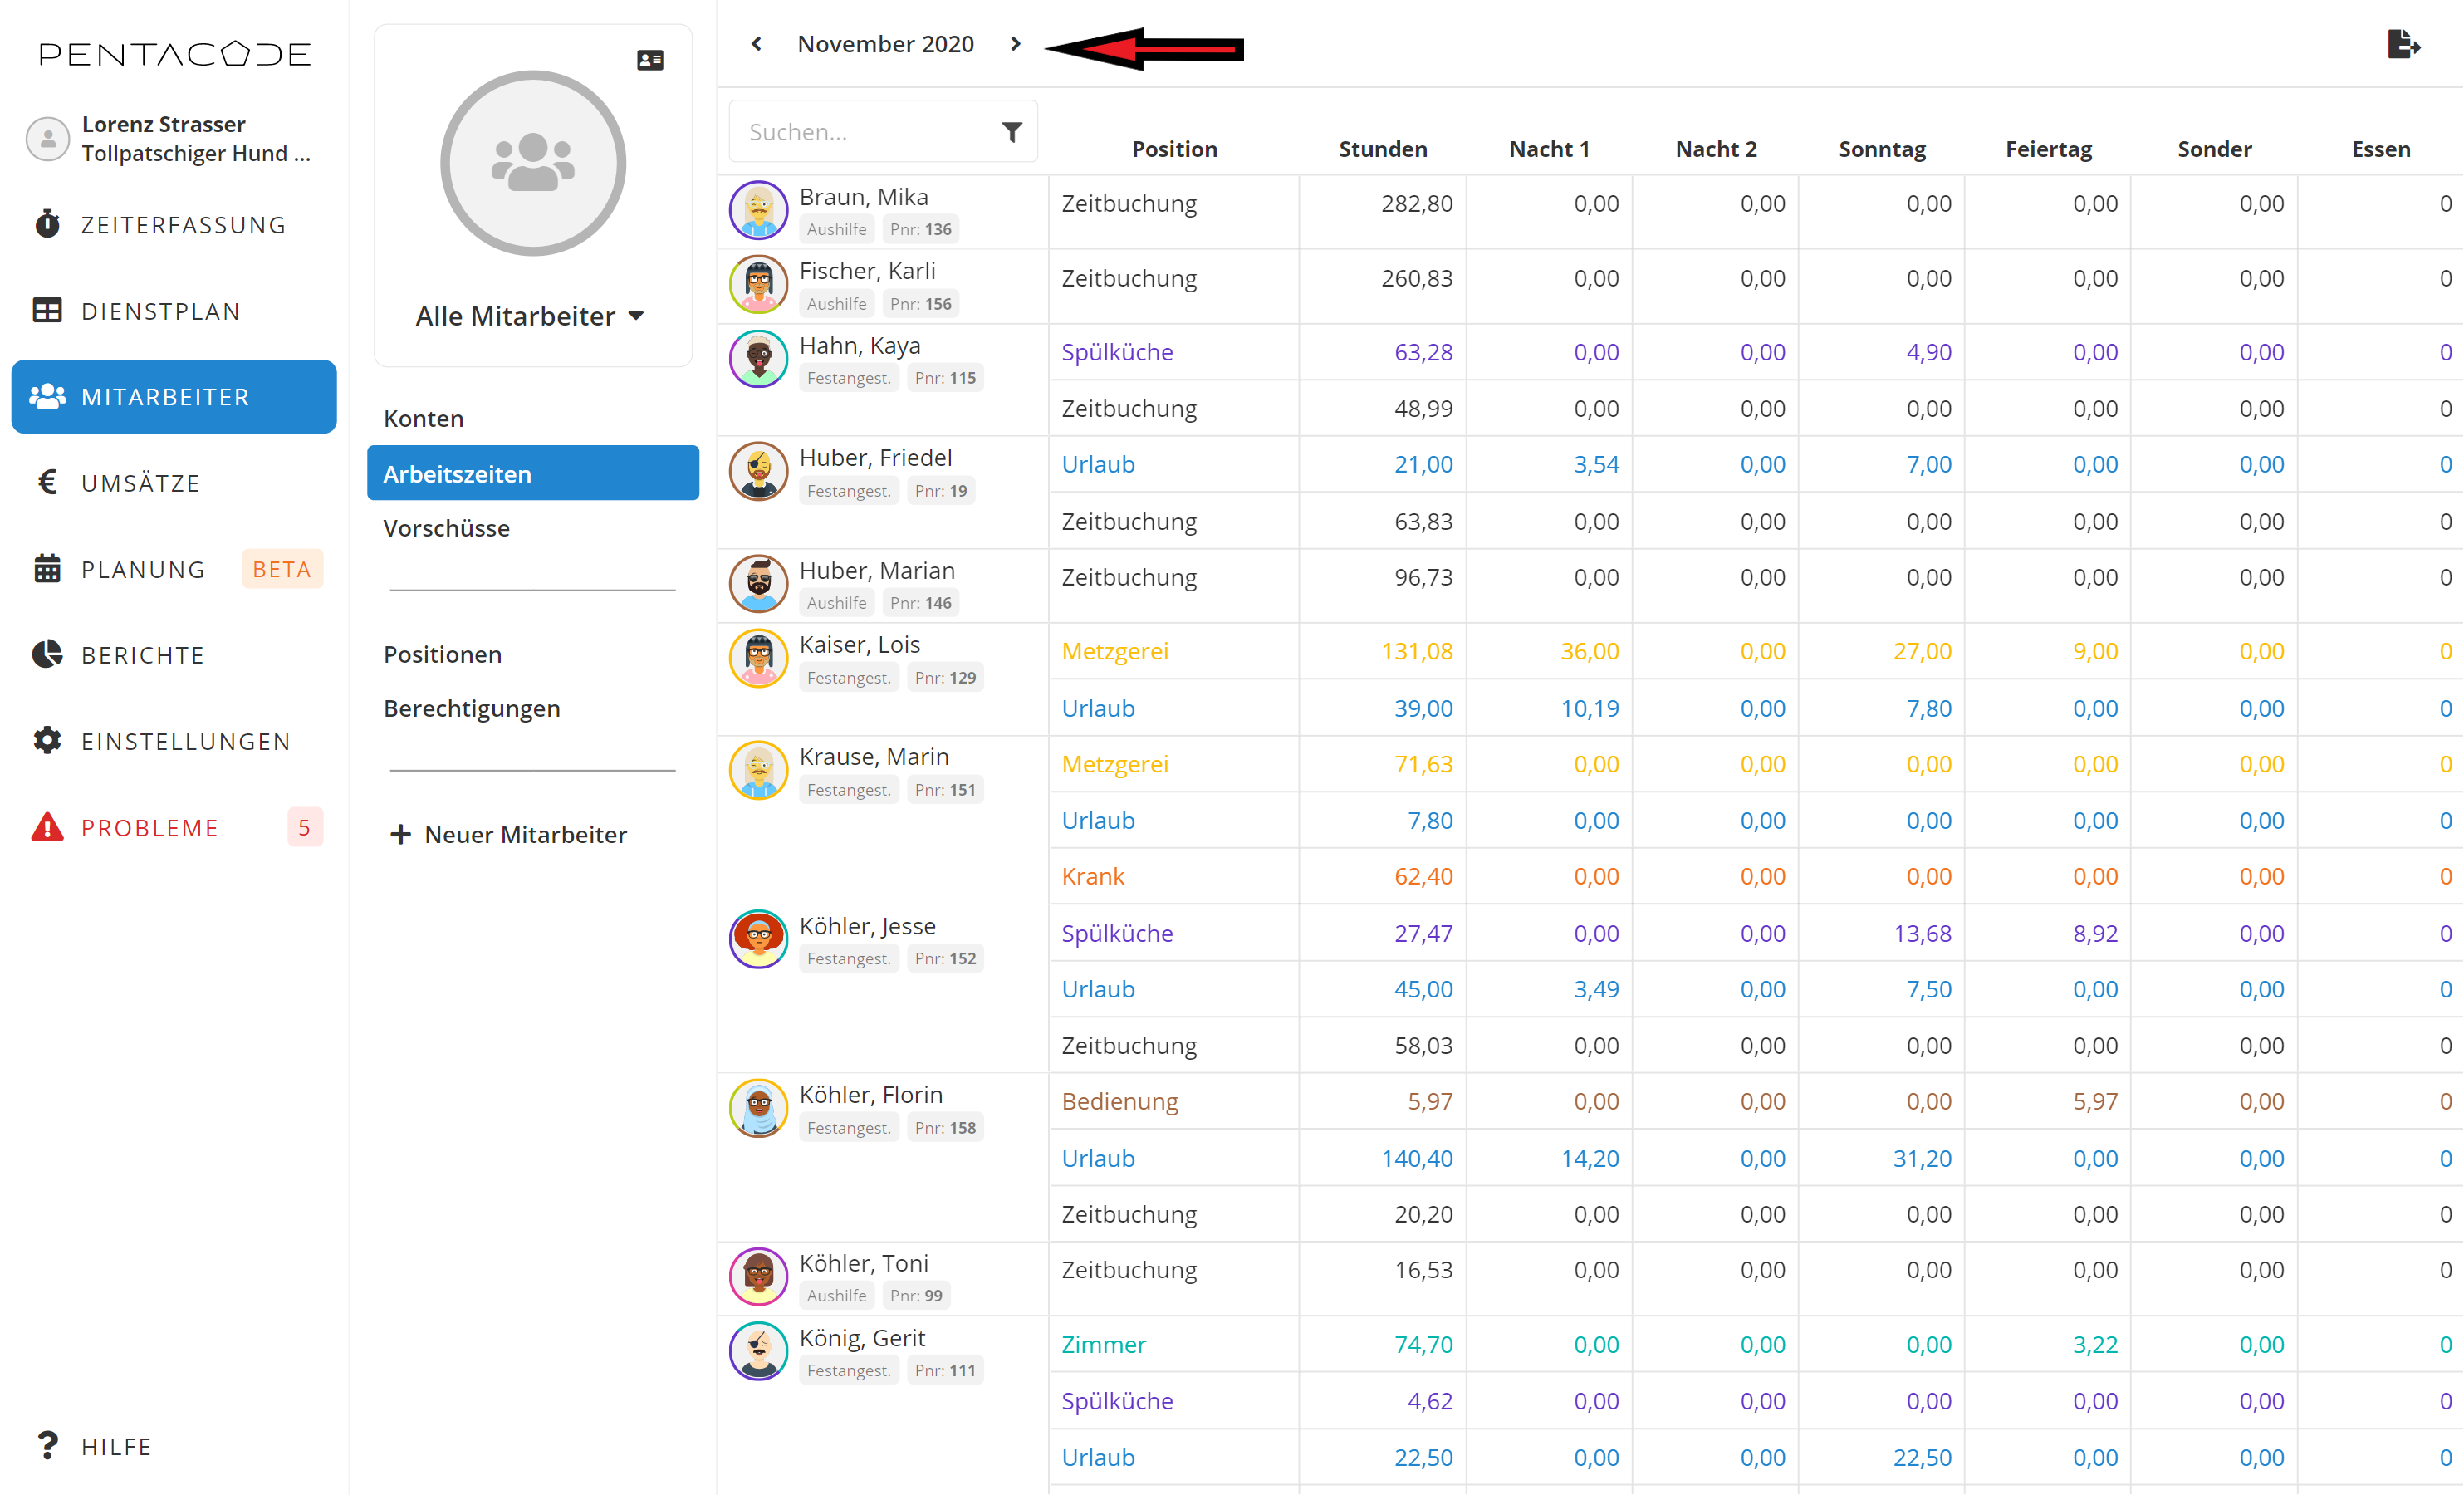 PENTACODE
Lorenz Strasser
Tollpatschiger Hund ...
ZEITERFASSUNG
DIENSTPLAN
MITARBEITER
UMSÄTZE
PLANUNG BETA
BERICHTE
EINSTELLUNGEN
PROBLEME 5
HILFE
Alle Mitarbeiter
Konten
Arbeitszeiten
Vorschüsse
Positionen
Berechtigungen
Neuer Mitarbeiter
November 2020
Suchen...
Position Stunden Nacht 1 Nacht 2 Sonntag Feiertag Sonder Essen
Braun, Mika
Aushilfe Pnr: 136
Zeitbuchung 282,80 0,00 0,00 0,00 0,00 0,00 0
Fischer, Karli
Aushilfe Pnr: 156
Zeitbuchung 260,83 0,00 0,00 0,00 0,00 0,00 0
Hahn, Kaya
Festangest. Pnr: 115
Spülküche 63,28 0,00 0,00 4,90 0,00 0,00 0
Zeitbuchung 48,99 0,00 0,00 0,00 0,00 0,00 0
Huber, Friedel
Festangest. Pnr: 19
Urlaub 21,00 3,54 0,00 7,00 0,00 0,00 0
Zeitbuchung 63,83 0,00 0,00 0,00 0,00 0,00 0
Huber, Marian
Aushilfe Pnr: 146
Zeitbuchung 96,73 0,00 0,00 0,00 0,00 0,00 0
Kaiser, Lois
Festangest. Pnr: 129
Metzgerei 131,08 36,00 0,00 27,00 9,00 0,00 0
Urlaub 39,00 10,19 0,00 7,80 0,00 0,00 0
Krause, Marin
Festangest. Pnr: 151
Metzgerei 71,63 0,00 0,00 0,00 0,00 0,00 0
Urlaub 7,80 0,00 0,00 0,00 0,00 0,00 0
Krank 62,40 0,00 0,00 0,00 0,00 0,00 0
Köhler, Jesse
Festangest. Pnr: 152
Spülküche 27,47 0,00 0,00 13,68 8,92 0,00 0
Urlaub 45,00 3,49 0,00 7,50 0,00 0,00 0
Zeitbuchung 58,03 0,00 0,00 0,00 0,00 0,00 0
Köhler, Florin
Festangest. Pnr: 158
Bedienung 5,97 0,00 0,00 0,00 5,97 0,00 0
Urlaub 140,40 14,20 0,00 31,20 0,00 0,00 0
Zeitbuchung 20,20 0,00 0,00 0,00 0,00 0,00 0
Köhler, Toni
Aushilfe Pnr: 99
Zeitbuchung 16,53 0,00 0,00 0,00 0,00 0,00 0
König, Gerit
Festangest. Pnr: 111
Zimmer 74,70 0,00 0,00 0,00 3,22 0,00 0
Spülküche 4,62 0,00 0,00 0,00 0,00 0,00 0
Urlaub 22,50 0,00 0,00 22,50 0,00 0,00 0